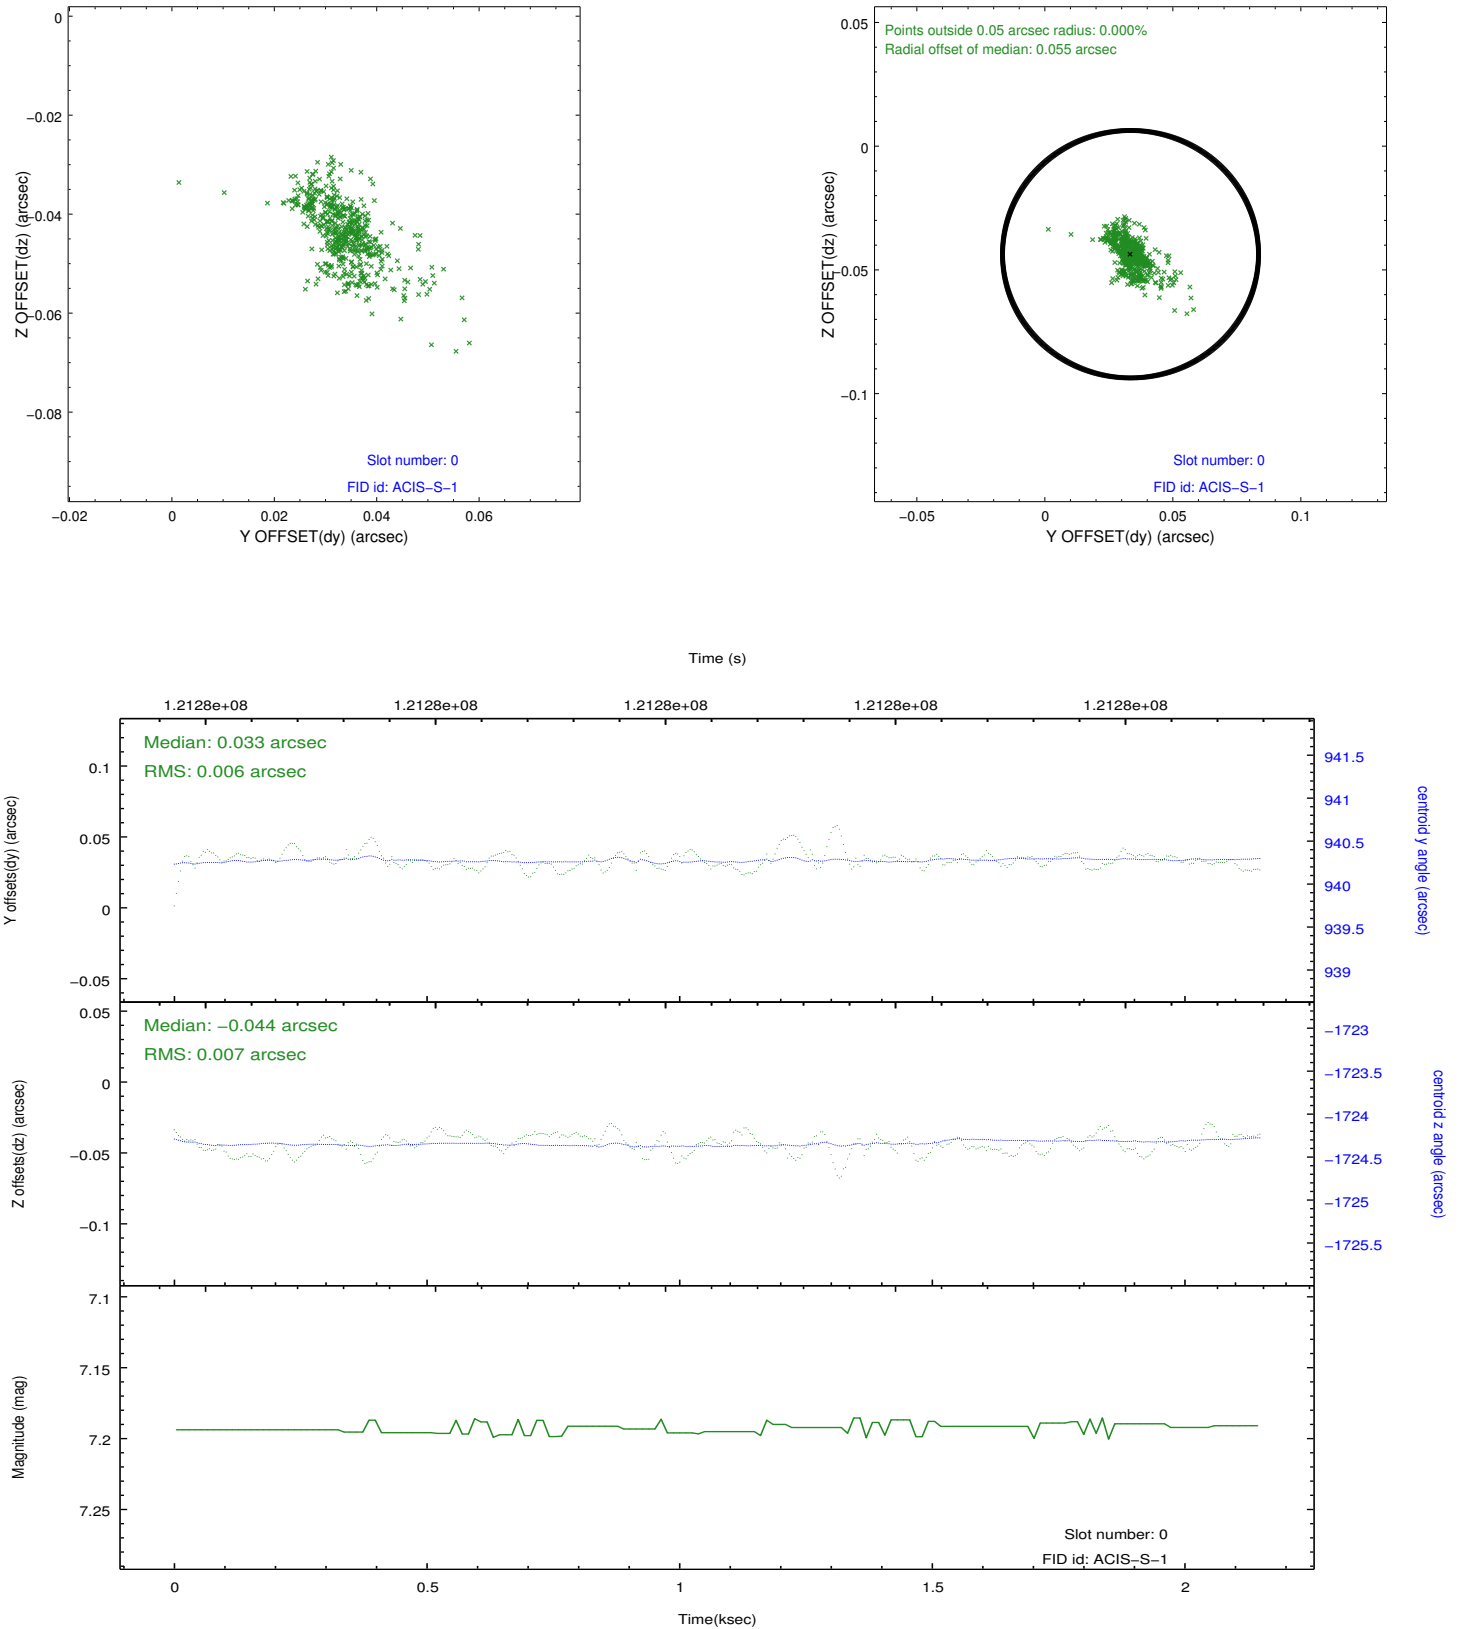 0
−0.02
−0.04
−0.06
−0.08
Z OFFSET(dz) (arcsec)
Slot number: 0
FID id: ACIS−S−1
−0.02
0
0.02
0.04
0.06
Y OFFSET(dy) (arcsec)
Points outside 0.05 arcsec radius: 0.000%
Radial offset of median: 0.055 arcsec
0.05
0
−0.05
−0.1
Z OFFSET(dz) (arcsec)
Slot number: 0
FID id: ACIS−S−1
−0.05
0
0.05
0.1
Y OFFSET(dy) (arcsec)
Time (s)
1.2128e+08
1.2128e+08
1.2128e+08
1.2128e+08
1.2128e+08
Median: 0.033 arcsec
RMS: 0.006 arcsec
0.1
0.05
0
−0.05
Y offsets(dy) (arcsec)
941.5
941
940.5
940
939.5
939
centroid y angle (arcsec)
Median: −0.044 arcsec
RMS: 0.007 arcsec
0.05
0
−0.05
−0.1
Z offsets(dz) (arcsec)
−1723
−1723.5
−1724
−1724.5
−1725
−1725.5
centroid z angle (arcsec)
7.1
7.15
7.2
7.25
Magnitude (mag)
Slot number: 0
FID id: ACIS−S−1
0
0.5
1
1.5
2
Time(ksec)